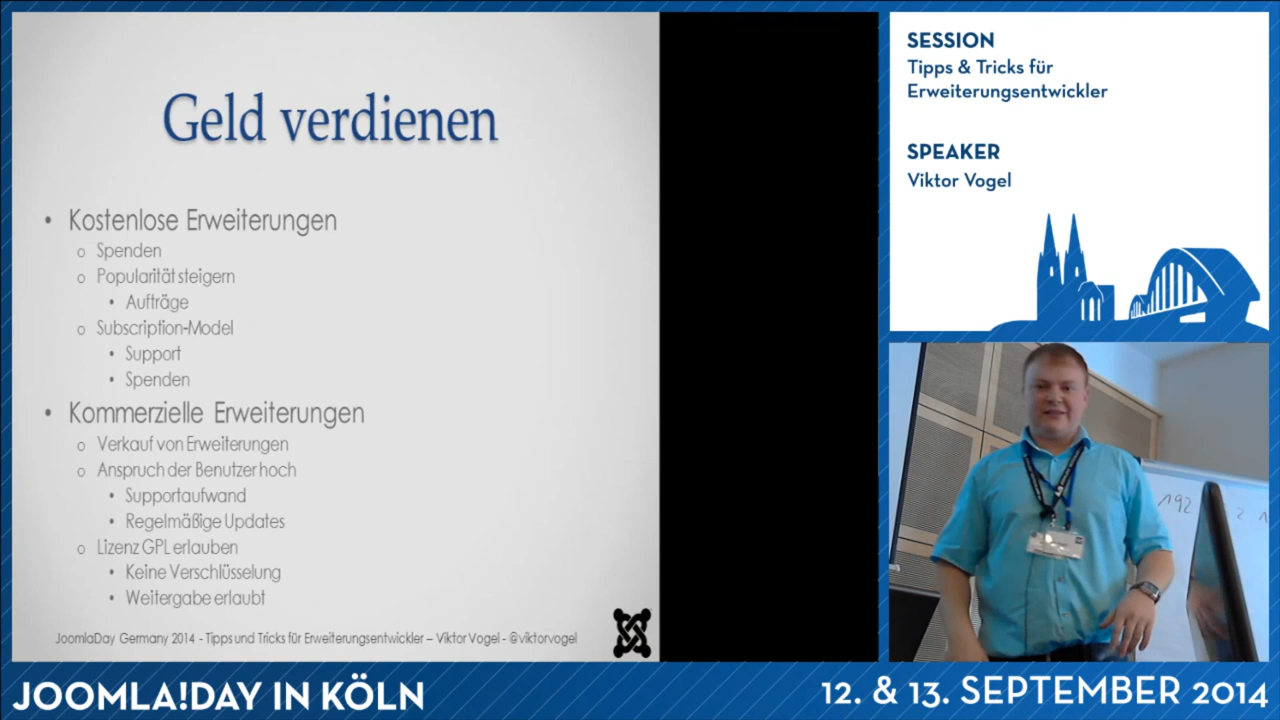 Geld verdienen
• Kostenlose Erweiterungen
o Spenden
o Popularität steigern
• Aufträge
o Subscription-Model
• Support
• Spenden
• Kommerzielle Erweiterungen
o Verkauf von Erweiterungen
o Anspruch der Benutzer hoch
• Supportaufwand
• Regelmäßige Updates
o Lizenz GPL erlauben
• Keine Verschlüsselung
• Weitergabe erlaubt
JoomlaDay Germany 2014 - Tipps und Tricks für Erweiterungsentwickler – Viktor Vogel - @viktorvogel
SESSION
Tipps & Tricks für
Erweiterungsentwickler
SPEAKER
Viktor Vogel
192
2
JOOMLA!DAY IN KÖLN
12. & 13. SEPTEMBER 2014